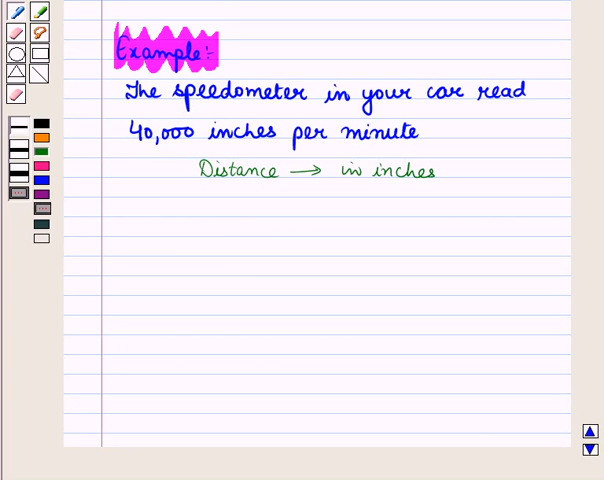 Example:-
The speedometer in your car read
40,000 inches per minute
Distance → in inches